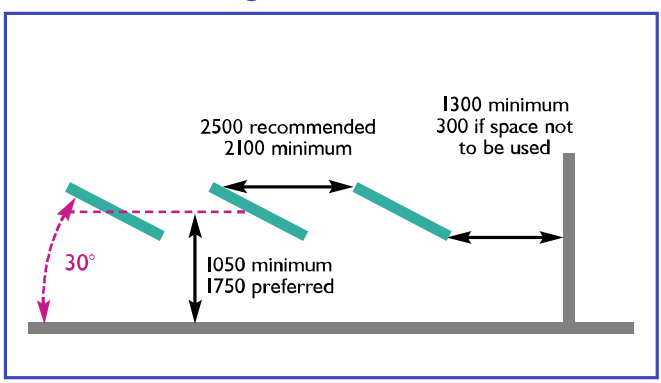 1300 minimum
300 if space not
to be used
2500 recommended
2100 minimum
30°
1050 minimum
1750 preferred